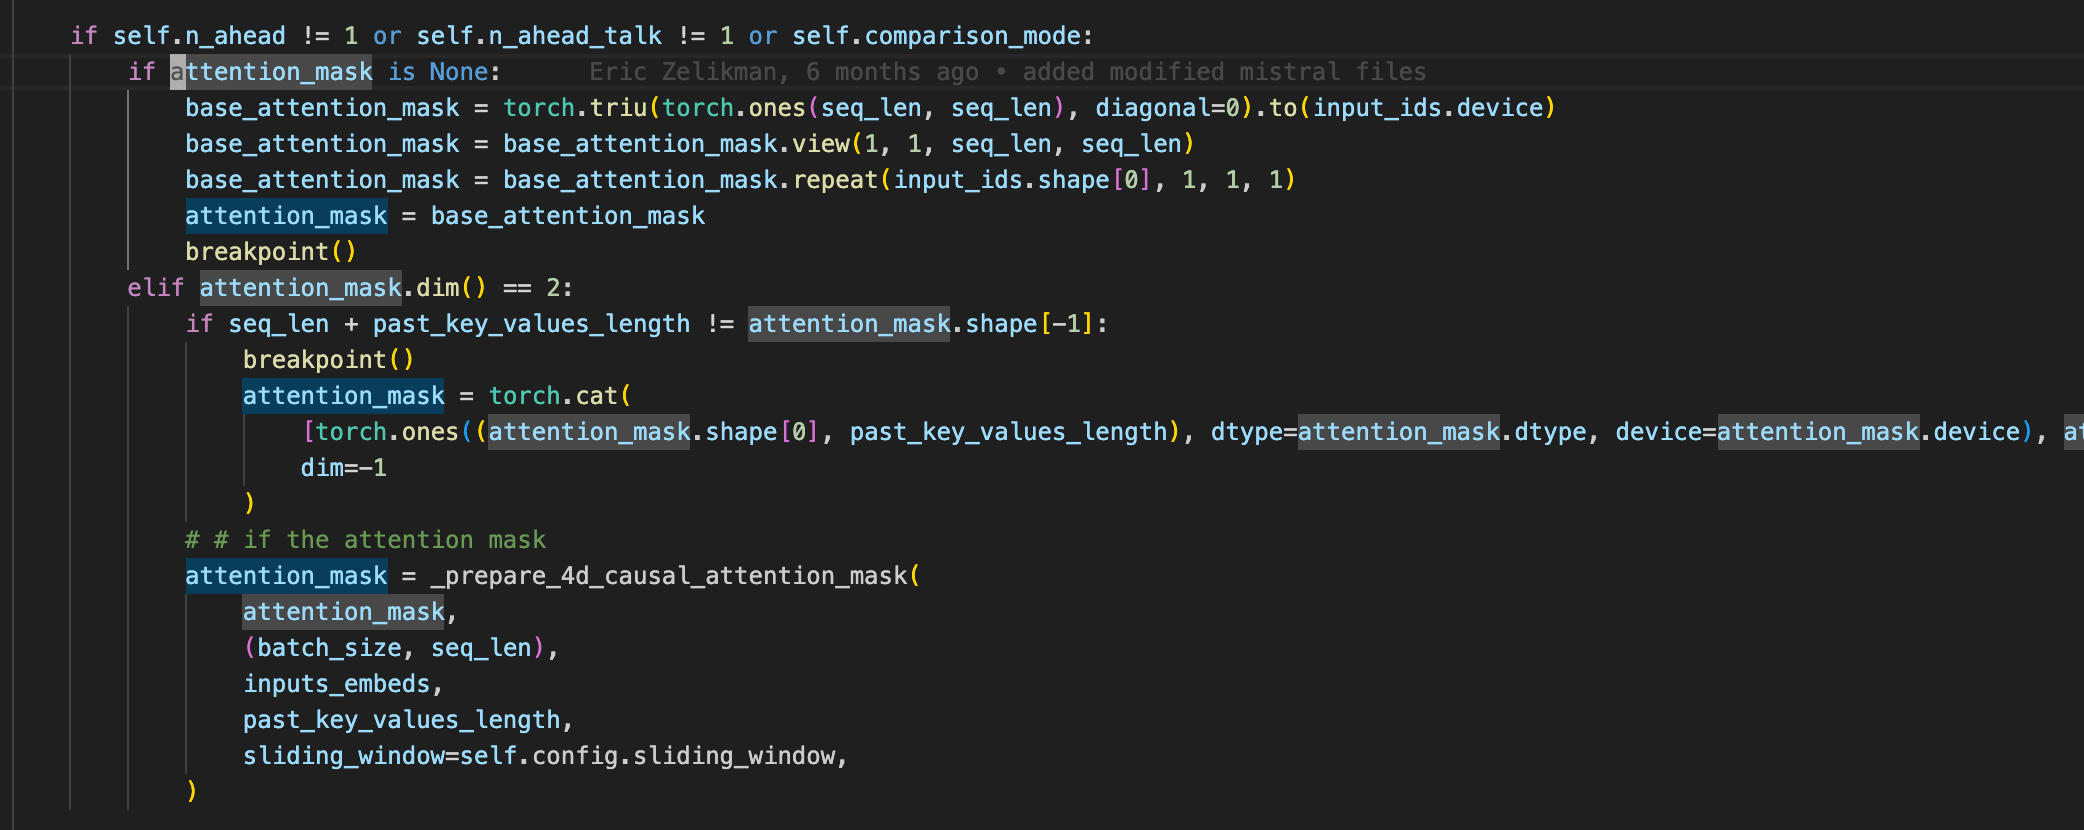 if self.n_ahead != 1 or self.n_ahead_talk != 1 or self.comparison_mode:
if attention_mask is None: Eric Zelikman, 6 months ago • added modified mistral files
base_attention_mask = torch.triu(torch.ones(seq_len, seq_len), diagonal=0).to(input_ids.device)
base_attention_mask = base_attention_mask.view(1, 1, seq_len, seq_len)
base_attention_mask = base_attention_mask.repeat(input_ids.shape[0], 1, 1, 1)
attention_mask = base_attention_mask
breakpoint()
elif attention_mask.dim() == 2:
if seq_len + past_key_values_length != attention_mask.shape[-1]:
breakpoint()
attention_mask = torch.cat(
[torch.ones((attention_mask.shape[0], past_key_values_length), dtype=attention_mask.dtype, device=attention_mask.device),
dim=-1
)
# # if the attention mask
attention_mask = _prepare_4d_causal_attention_mask(
attention_mask,
(batch_size, seq_len),
inputs_embeds,
past_key_values_length,
sliding_window=self.config.sliding_window,
)